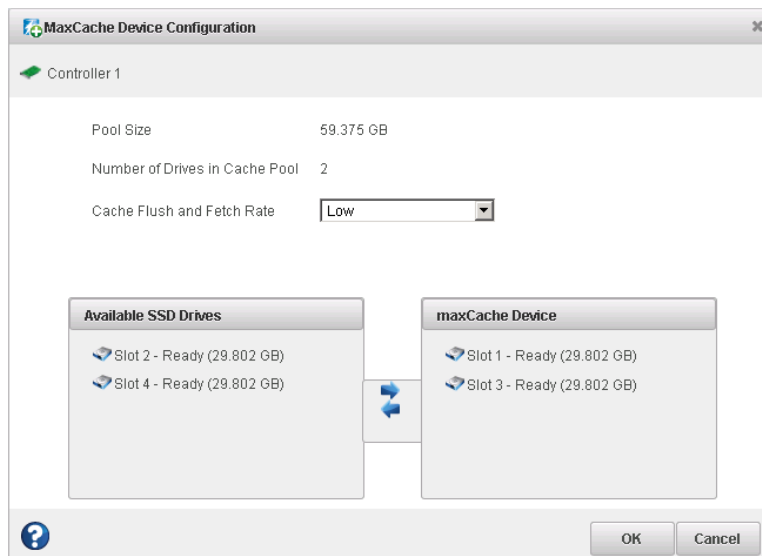 MaxCache Device Configuration
Controller 1
Pool Size 59.375 GB
Number of Drives in Cache Pool 2
Cache Flush and Fetch Rate Low
Available SSD Drives
Slot 2 - Ready (29.802 GB)
Slot 4 - Ready (29.802 GB)
maxCache Device
Slot 1 - Ready (29.802 GB)
Slot 3 - Ready (29.802 GB)
?
OK Cancel